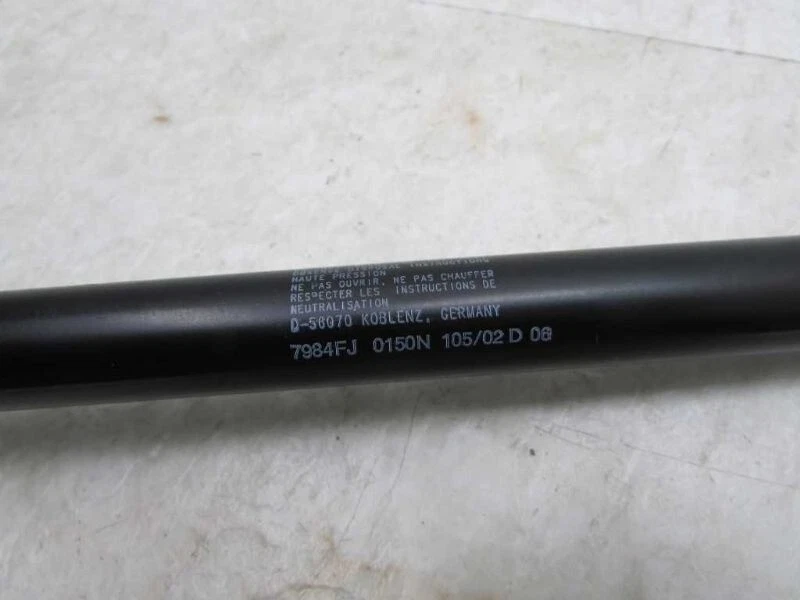 INSTRUCTIONS
HAUTE PRESSION
NE PAS OUVRIR, NE PAS CHAUFFER
RESPECTER LES INSTRUCTIONS DE
NEUTRALISATION
D-56070 KOBLENZ, GERMANY
7984FJ 0150N 105/02 D 06